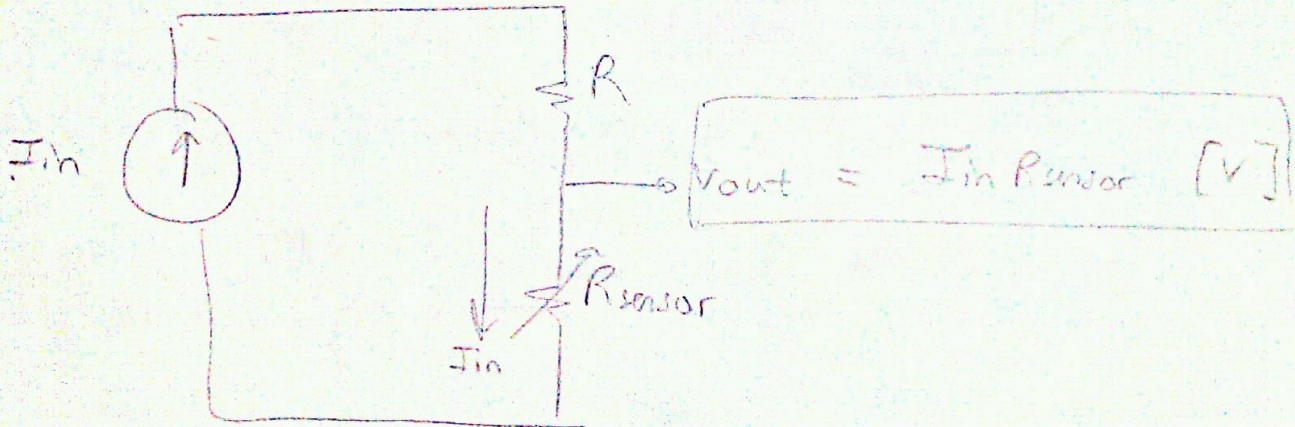 R
Iin
Vout = Iin Rsensor [V]
Rsensor
Iin